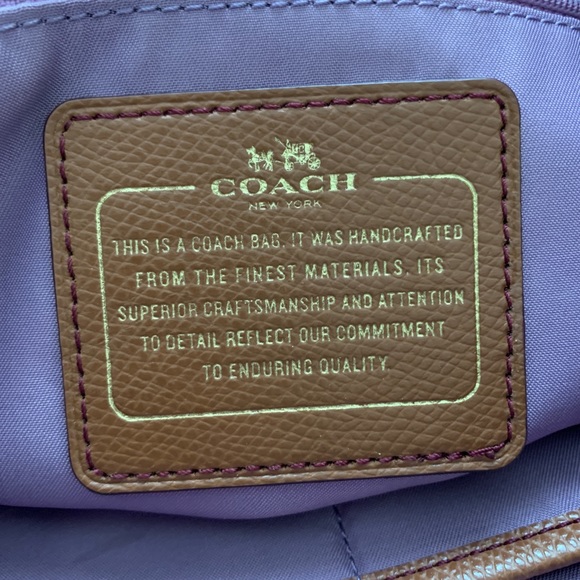 COACH
NEW YORK
THIS IS A COACH BAG. IT WAS HANDCRAFTED
FROM THE FINEST MATERIALS. ITS
SUPERIOR CRAFTSMANSHIP AND ATTENTION
TO DETAIL REFLECT OUR COMMITMENT
TO ENDURING QUALITY